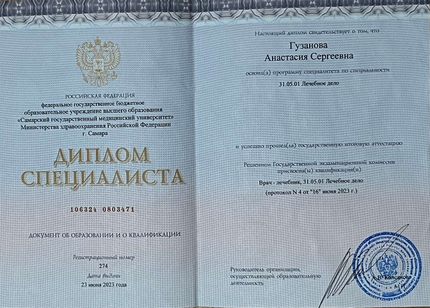 РОССИЙСКАЯ ФЕДЕРАЦИЯ
федеральное государственное бюджетное
образовательное учреждение высшего образования
«Самарский государственный медицинский университет»
Министерства здравоохранения Российской Федерации
г. Самара
ДИПЛОМ
СПЕЦИАЛИСТА
106324 0803471
ДОКУМЕНТ ОБ ОБРАЗОВАНИИ И О КВАЛИФИКАЦИИ
Регистрационный номер
274
Дата выдачи
23 июня 2023 года
Настоящий диплом свидетельствует о том, что
Гузанова
Анастасия Сергеевна
освоил(а) программу специалитета по специальности
31.05.01 Лечебное дело
и успешно прошел(ла) государственную итоговую аттестацию
Решением Государственной экзаменационной комиссии
присвоена(ы) квалификация(и)
Врач - лечебник, 31.05.01 Лечебное дело
(протокол N 4 от "16" июня 2023 г.)
Руководитель организации,
осуществляющей образовательную
деятельность